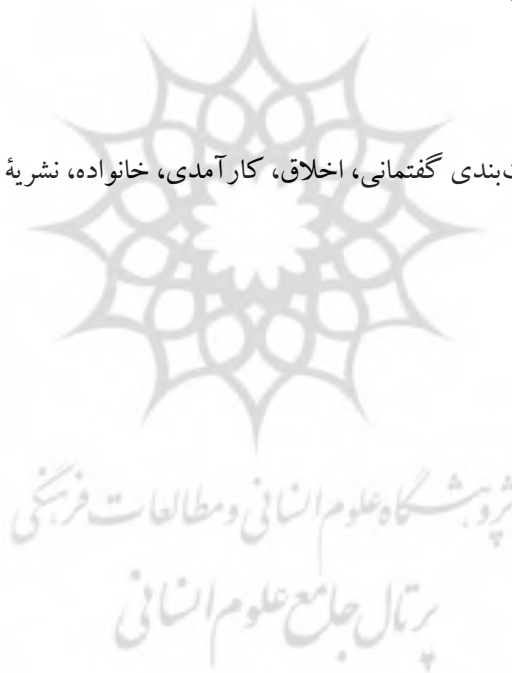 ‌بندی گفتمانی، اخلاق، کارآمدی، خانواده، نشریهٔ
پژوهشگاه علوم انسانی و مطالعات فرهنگی
پرتال جامع علوم انسانی